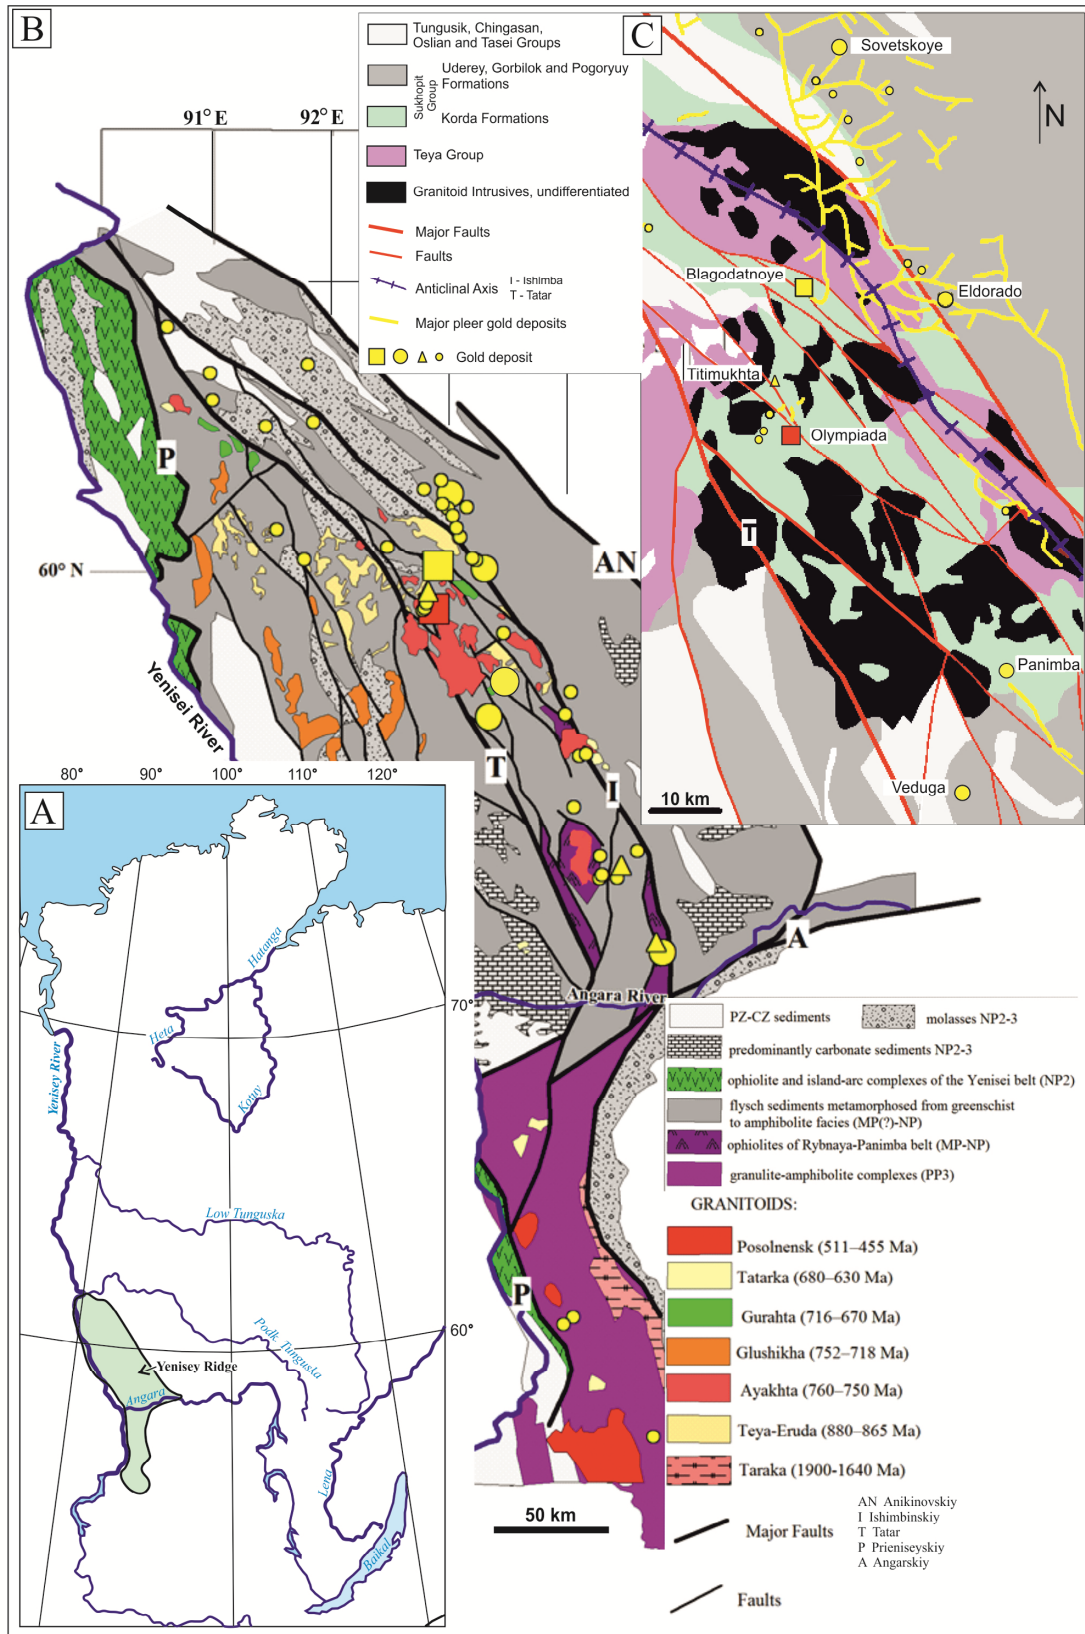 B
91° E
92° E
60° N
P
AN
T
I
A
P
Yenisei River
Angara River
Tungusik, Chingasan,
Oslian and Tasei Groups
Sukhopit
Group
Uderey, Gorbilok and Pogoryuy
Formations
Korda Formations
Teya Group
Granitoid Intrusives, undifferentiated
Major Faults
Faults
Anticlinal Axis
I - Ishimba
T - Tatar
Major pleer gold deposits
Gold deposit
C
N
Sovetskoye
Blagodatnoye
Eldorado
Titimukhta
Olympiada
T
Panimba
Veduga
10 km
A
80°
90°
100°
110°
120°
70°
60°
Hatanga
Heta
Kotuy
Yenisey River
Low Tunguska
Podk. Tunguska
Yenisey Ridge
Angara
Lena
Baikal
PZ-CZ sediments
molasses NP2-3
predominantly carbonate sediments NP2-3
ophiolite and island-arc complexes of the Yenisei belt (NP2)
flysch sediments metamorphosed from greenschist
to amphibolite facies (MP(?)-NP)
ophiolites of Rybnaya-Panimba belt (MP-NP)
granulite-amphibolite complexes (PP3)
GRANITOIDS:
Posolnensk (511–455 Ma)
Tatarka (680–630 Ma)
Gurahta (716–670 Ma)
Glushikha (752–718 Ma)
Ayakhta (760–750 Ma)
Teya-Eruda (880–865 Ma)
Taraka (1900-1640 Ma)
50 km
Major Faults
AN Anikinovskiy
I Ishimbinskiy
T Tatar
P Prieniseyskiy
A Angarskiy
Faults